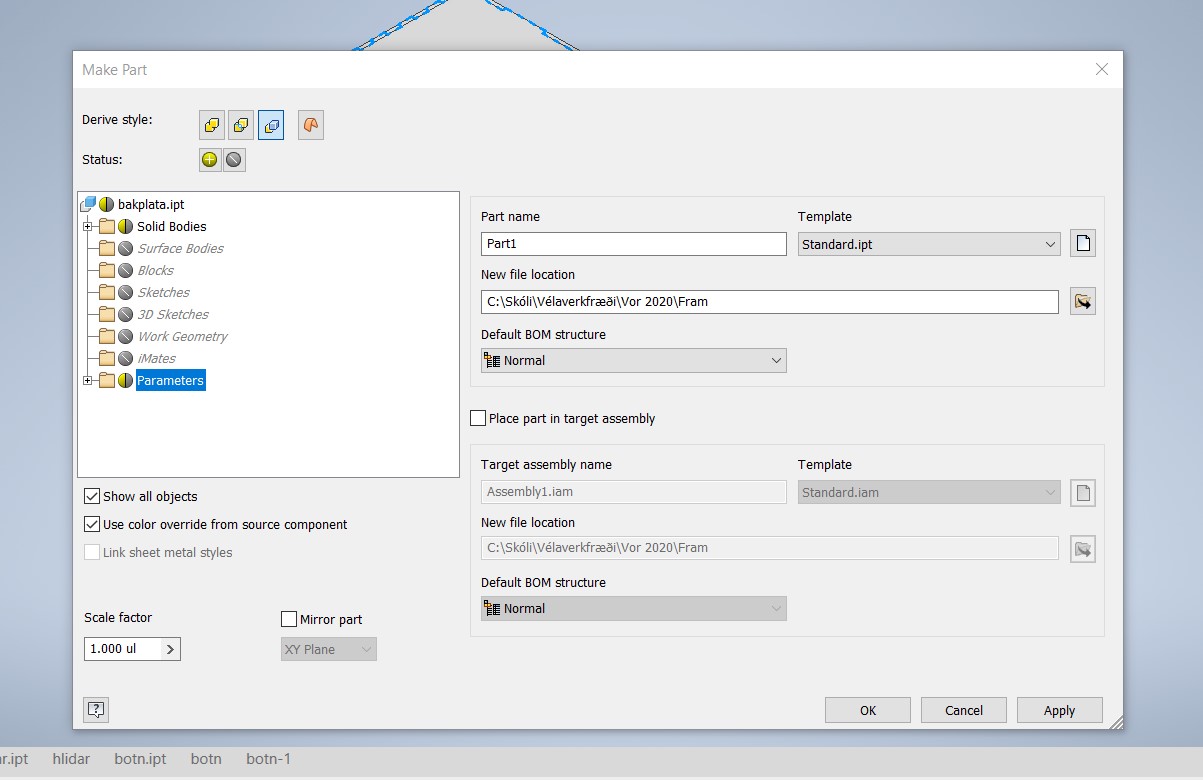 Make Part
Derive style:
Status:
bakplata.ipt
Solid Bodies
Surface Bodies
Blocks
Sketches
3D Sketches
Work Geometry
iMates
Parameters
Show all objects
Use color override from source component
Link sheet metal styles
Scale factor
Mirror part
1.000 ul
XY Plane
Part name
Template
Part1
Standard.ipt
New file location
C:\Skóli\Vélaverkfræði\Vor 2020\Fram
Default BOM structure
Normal
Place part in target assembly
Target assembly name
Template
Assembly1.iam
Standard.iam
New file location
C:\Skóli\Vélaverkfræði\Vor 2020\Fram
Default BOM structure
Normal
OK
Cancel
Apply
r.ipt
hlidar
botn.ipt
botn
botn-1